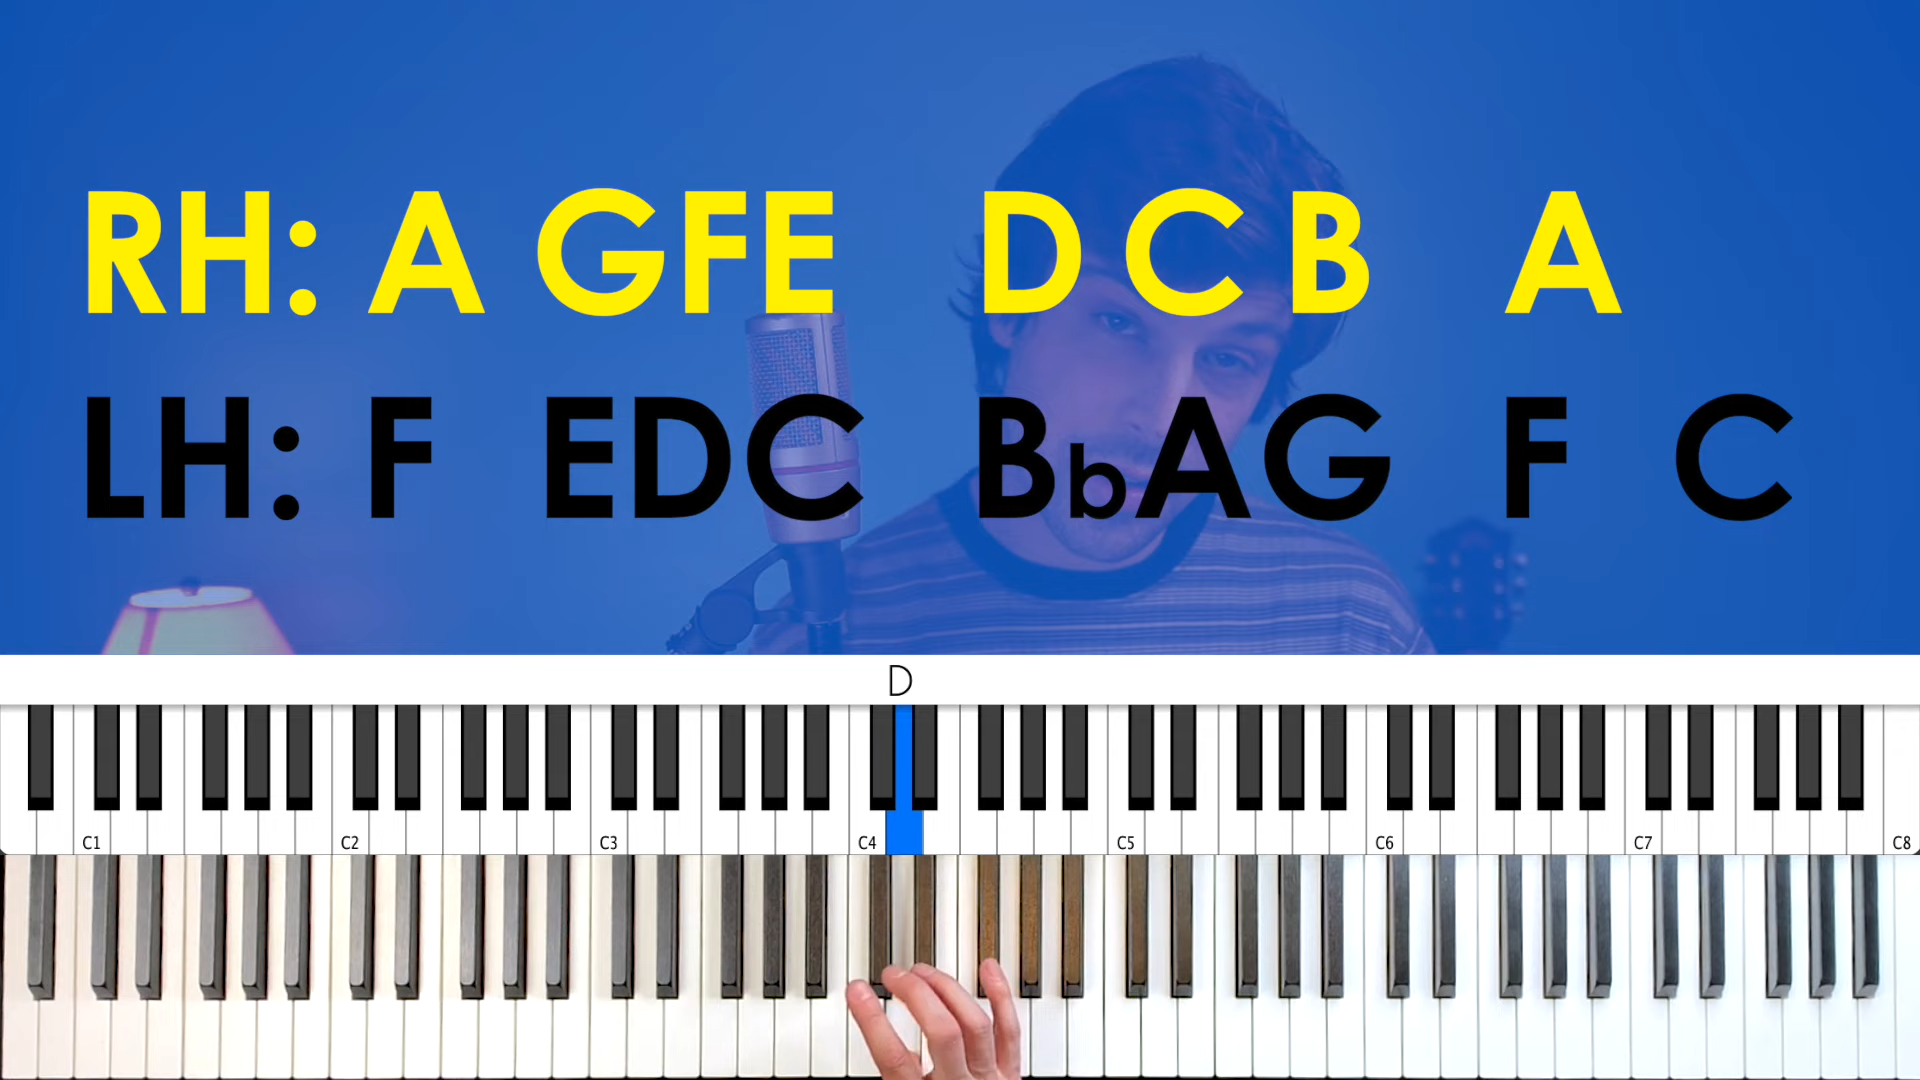 RH: A GFE D C B A
LH: F EDC BbAG F C
D
C1 C2 C3 C4 C5 C6 C7 C8